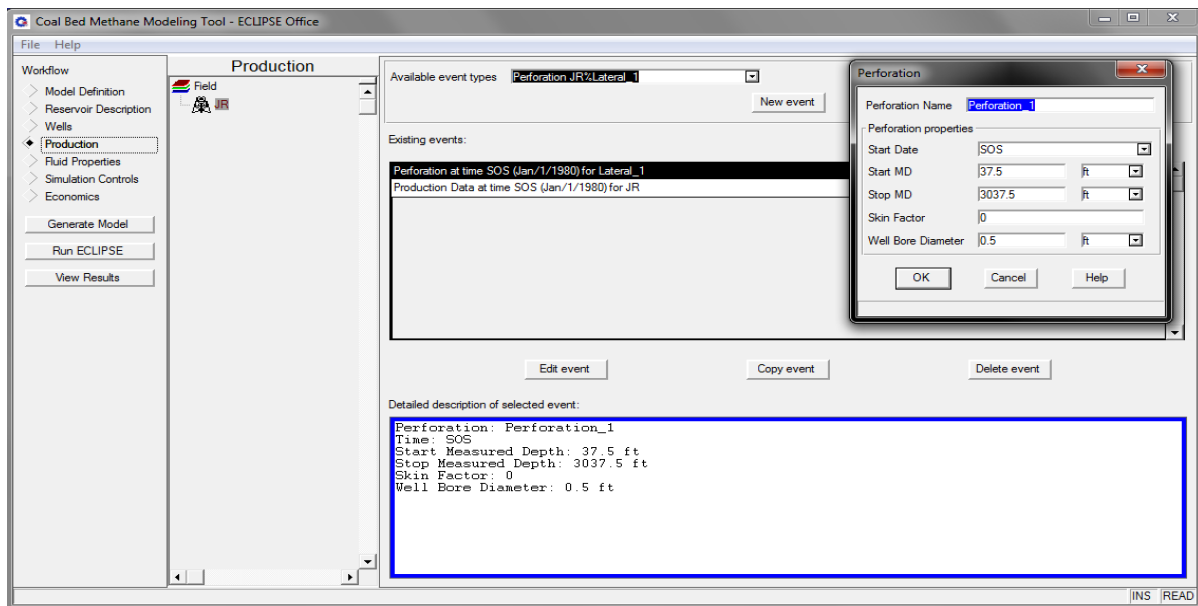 Coal Bed Methane Modeling Tool - ECLIPSE Office
File Help
Workflow
Model Definition
Reservoir Description
Wells
Production
Fluid Properties
Simulation Controls
Economics
Generate Model
Run ECLIPSE
View Results
Production
Field
JR
Available event types Perforation JR%Lateral_1
New event
Existing events:
Perforation at time SOS (Jan/1/1980) for Lateral_1
Production Data at time SOS (Jan/1/1980) for JR
Edit event Copy event Delete event
Detailed description of selected event:
Perforation: Perforation_1
Time: SOS
Start Measured Depth: 37.5 ft
Stop Measured Depth: 3037.5 ft
Skin Factor: 0
Well Bore Diameter: 0.5 ft
Perforation
Perforation Name Perforation_1
Perforation properties
Start Date SOS
Start MD 37.5 ft
Stop MD 3037.5 ft
Skin Factor 0
Well Bore Diameter 0.5 ft
OK Cancel Help
INS READ